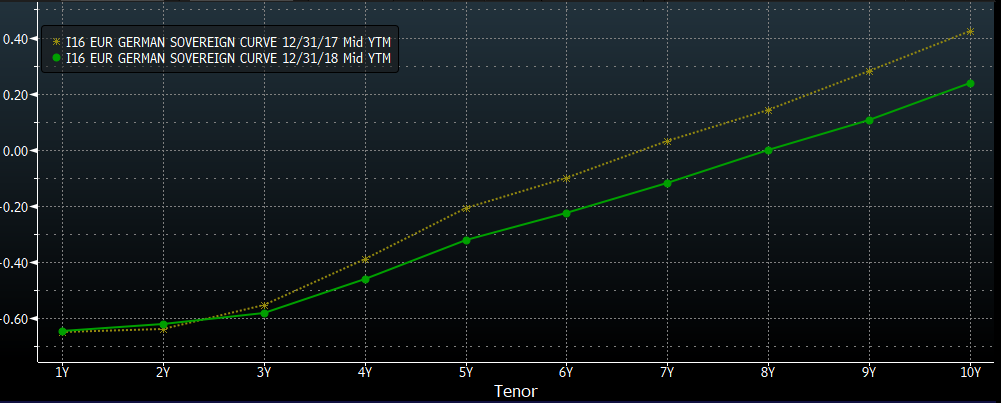 I16 EUR GERMAN SOVEREIGN CURVE 12/31/17 Mid YTM
I16 EUR GERMAN SOVEREIGN CURVE 12/31/18 Mid YTM
0.40
0.20
0.00
-0.20
-0.40
-0.60
1Y 2Y 3Y 4Y 5Y 6Y 7Y 8Y 9Y 10Y
Tenor